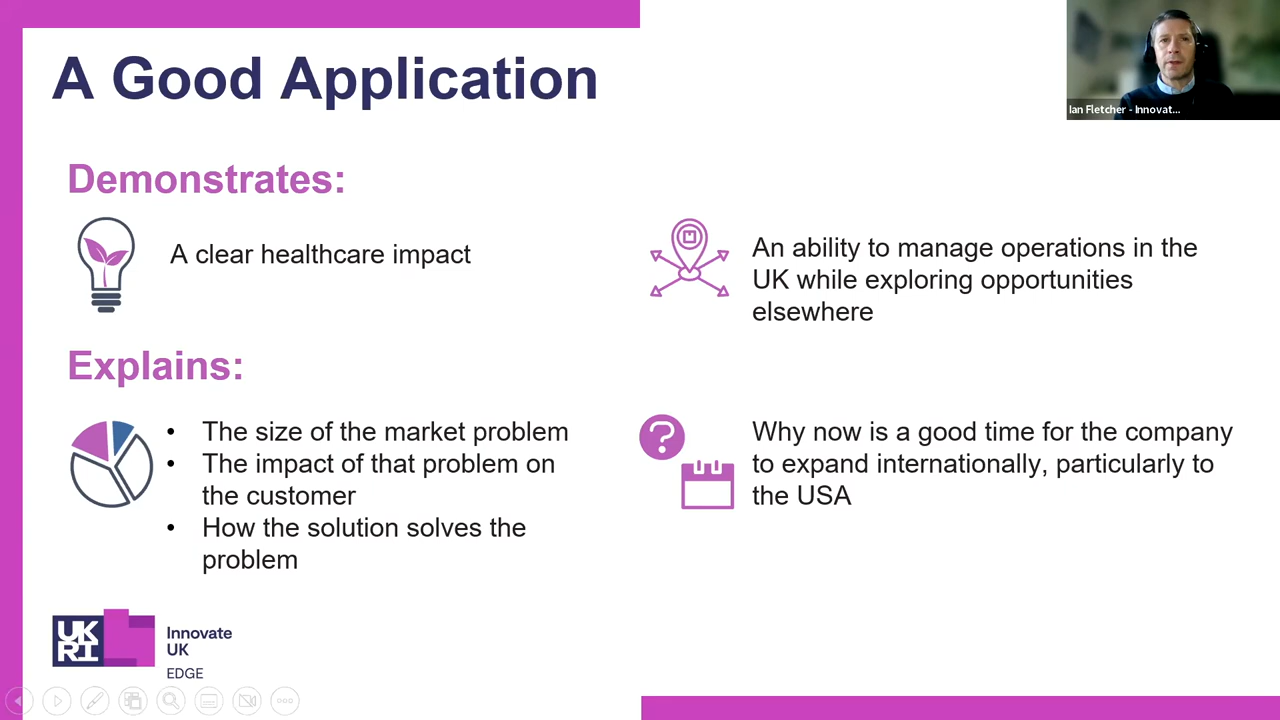 A Good Application
Ian Fletcher - Innovat...
Demonstrates:
A clear healthcare impact
An ability to manage operations in the
UK while exploring opportunities
elsewhere
Explains:
• The size of the market problem
• The impact of that problem on
the customer
• How the solution solves the
problem
?
Why now is a good time for the company
to expand internationally, particularly to
the USA
UK
RI
Innovate
UK
EDGE